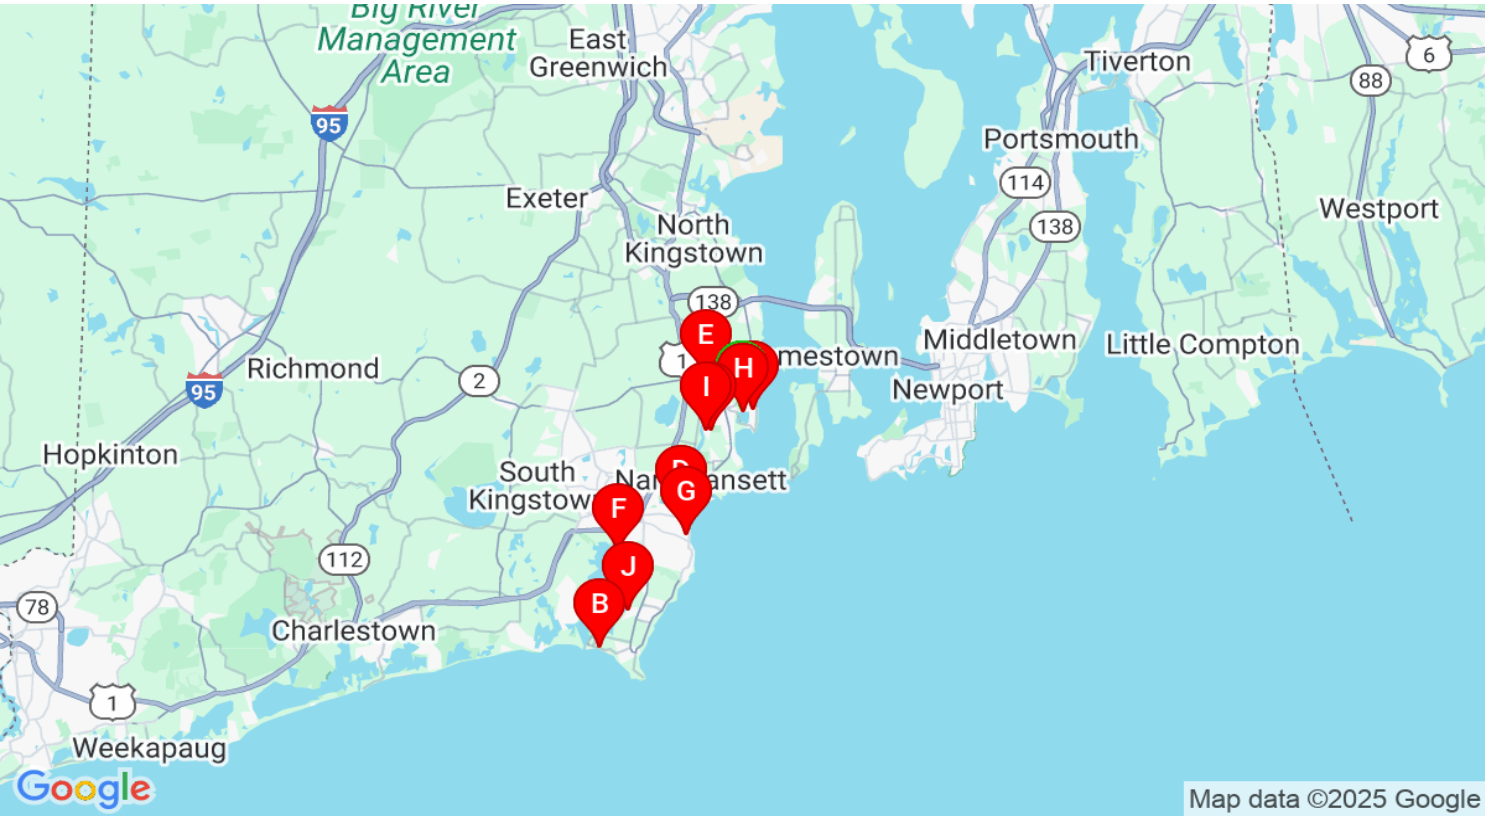 Big River
Management
Area
East
Greenwich
Tiverton
6
88
95
Portsmouth
114
Exeter
138
Westport
North
Kingstown
138
E
1
H
mestown
Middletown
Little Compton
Richmond
2
I
95
Newport
Hopkinton
South
Kingstow
D
Nar
ansett
G
F
112
J
B
78
Charlestown
1
Weekapaug
Google
Map data ©2025 Google